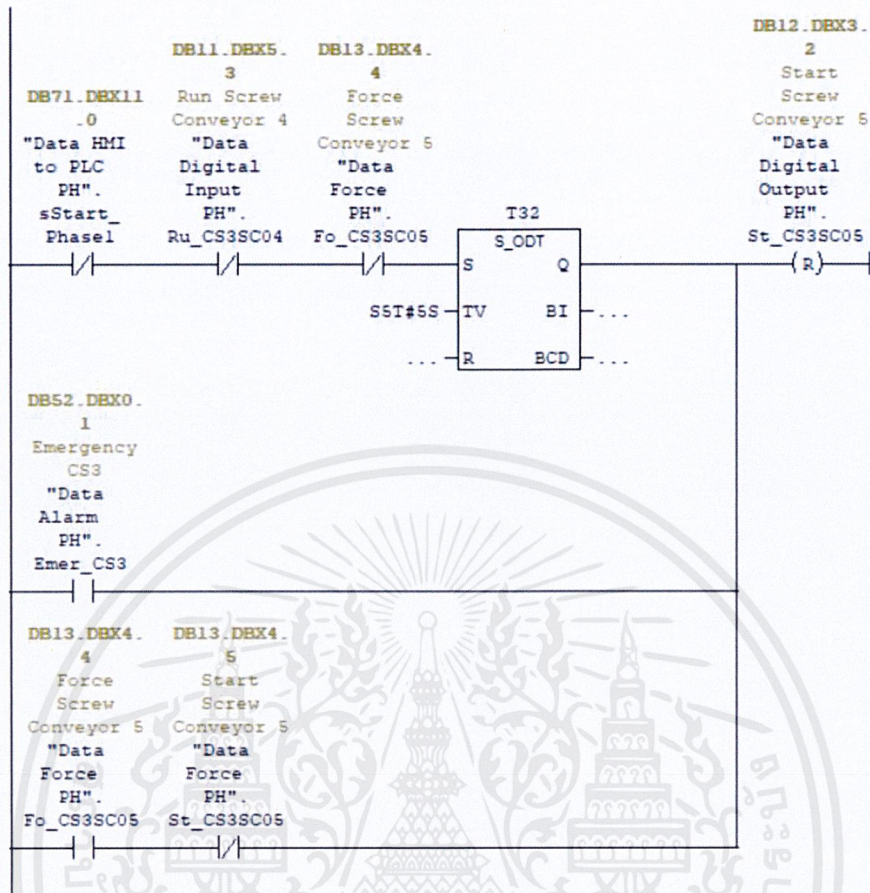 DB71.DBX11
.0
"Data HMI
to PLC
PH".
sStart_
Phase1
DB11.DBX5.
3
Run Screw
Conveyor 4
"Data
Digital
Input
PH".
Ru_CS3SC04
DB13.DBX4.
4
Force
Screw
Conveyor 5
"Data
Force
PH".
Fo_CS3SC05
T32
S_ODT
S Q
S5T#5S TV BI ...
... R BCD ...
DB12.DBX3.
2
Start
Screw
Conveyor 5
"Data
Digital
Output
PH".
St_CS3SC05
(R)
DB52.DBX0.
1
Emergency
CS3
"Data
Alarm
PH".
Emer_CS3
DB13.DBX4.
4
Force
Screw
Conveyor 5
"Data
Force
PH".
Fo_CS3SC05
DB13.DBX4.
5
Start
Screw
Conveyor 5
"Data
Force
PH".
St_CS3SC05